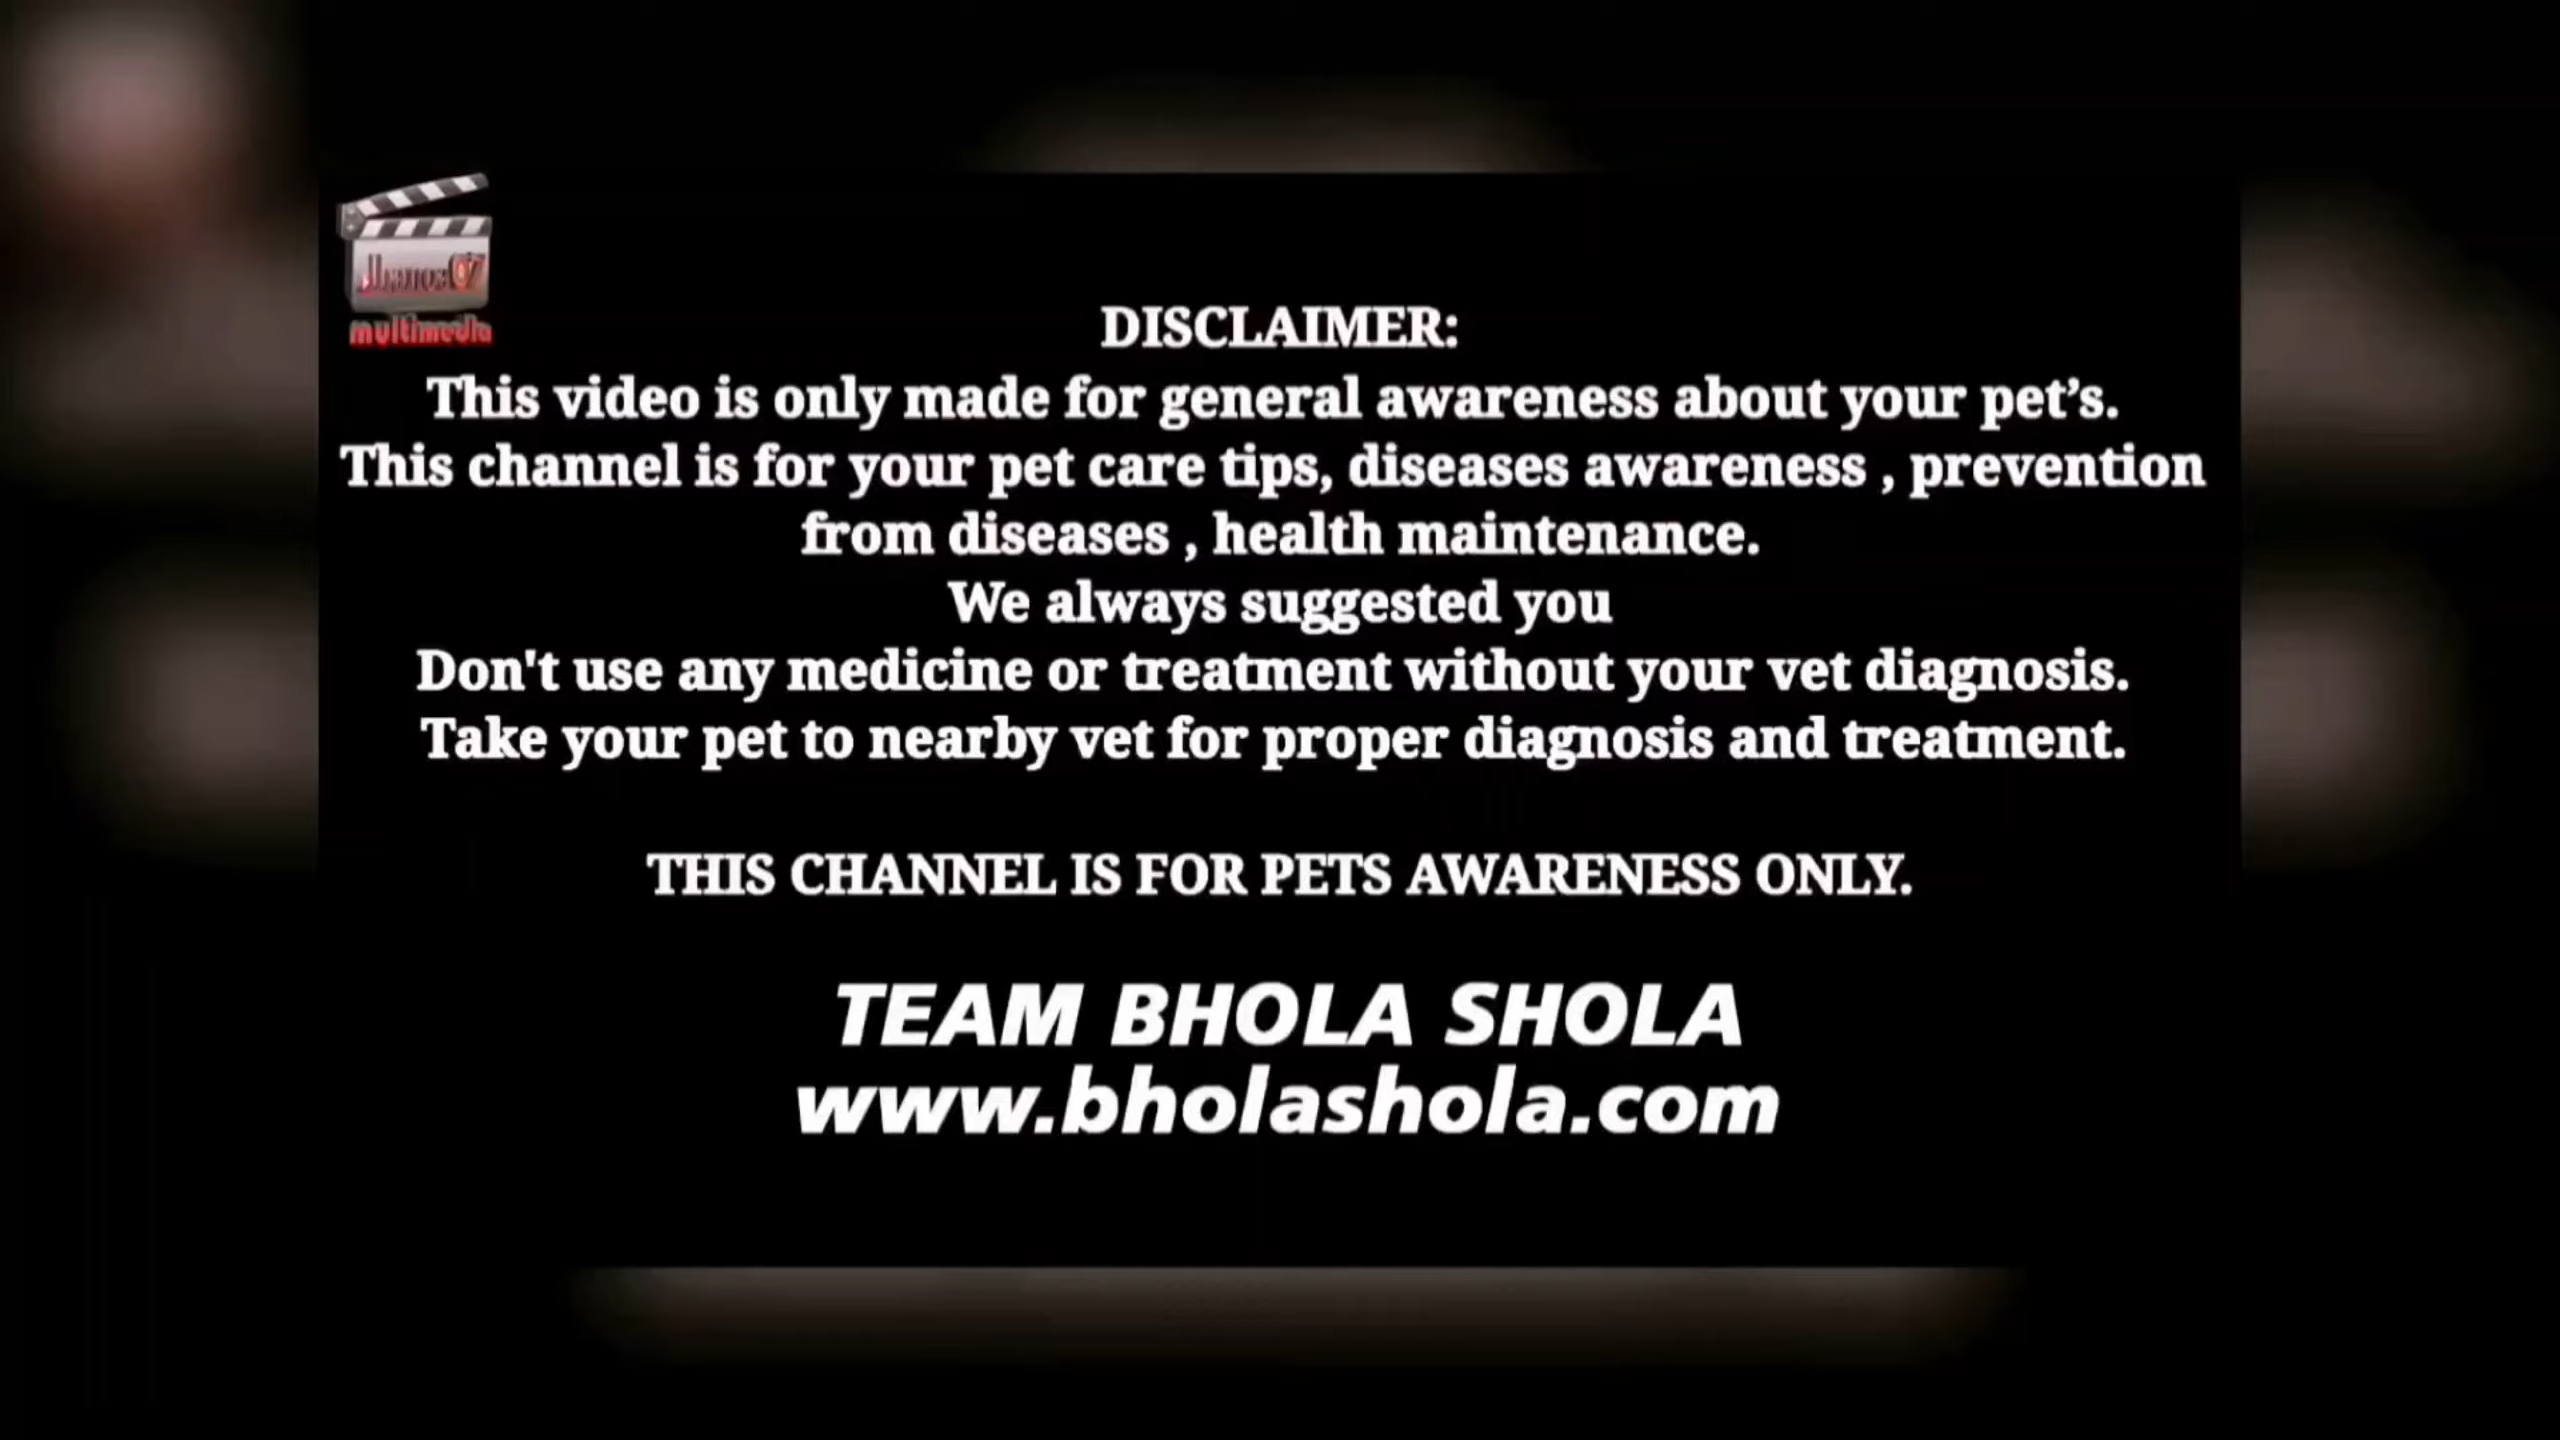 multimedia
DISCLAIMER:
This video is only made for general awareness about your pet’s.
This channel is for your pet care tips, diseases awareness , prevention
from diseases , health maintenance.
We always suggested you
Don't use any medicine or treatment without your vet diagnosis.
Take your pet to nearby vet for proper diagnosis and treatment.
THIS CHANNEL IS FOR PETS AWARENESS ONLY.
TEAM BHOLA SHOLA
www.bholashola.com